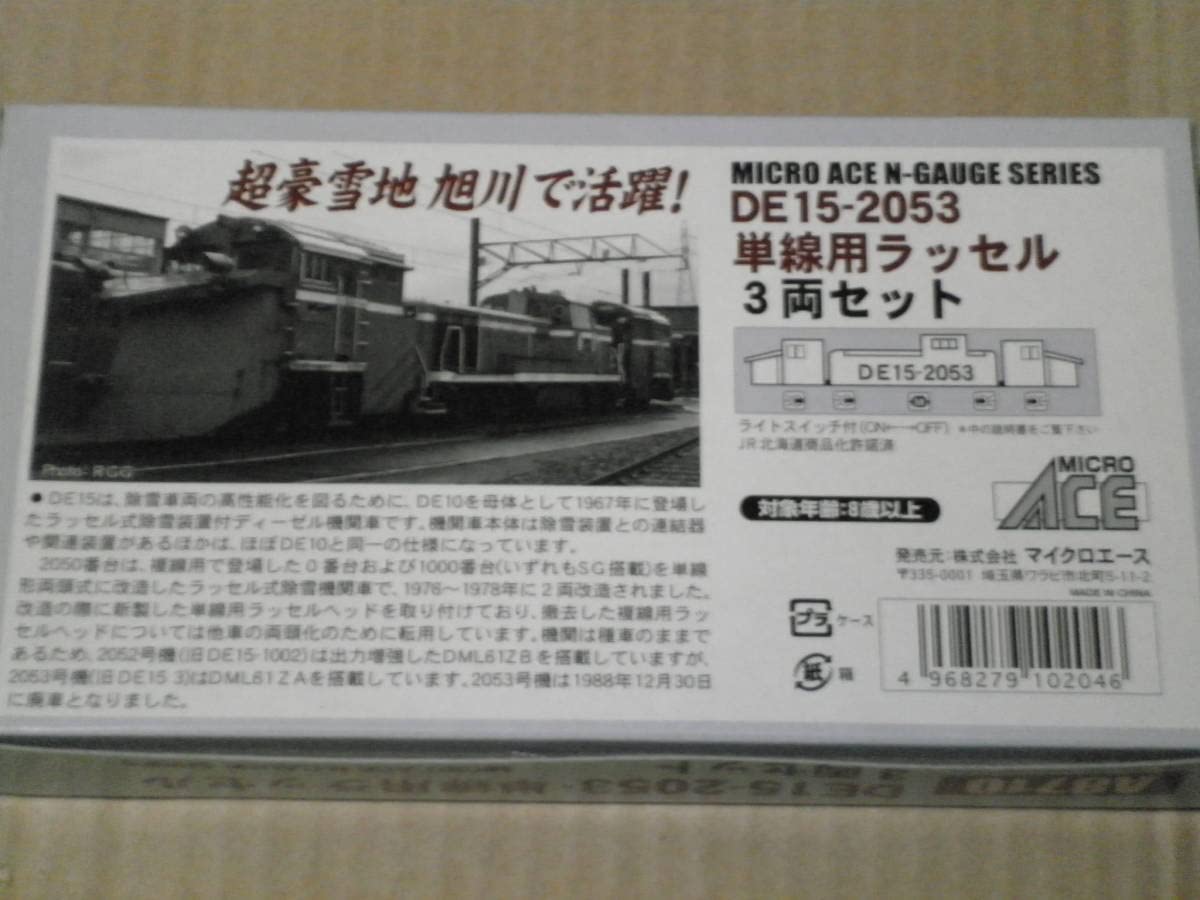 超豪雪地 旭川で活躍!
Photo: RGG
●DE15は、除雪車両の高性能化を図るために、DE10を母体として1967年に登場し
たラッセル式除雪装置付ディーゼル機関車です。機関車本体は除雪装置との連結器
や関連装置があるほかは、ほぼDE10と同一の仕様になっています。
2050番台は、複線用で登場した0番台および1000番台(いずれもSG搭載)を単線
形両頭式に改造したラッセル式除雪機関車で、1976〜1978年に2両改造されました。
改造の際に新製した単線用ラッセルヘッドを取り付けており、撤去した複線用ラッ
セルヘッドについては他車の両頭化のために転用しています。機関は種車のままで
あるため、2052号機(旧DE15-1002)は出力増強したDML61ZBを搭載していますが、
2053号機(旧DE15 3)はDML61ZAを搭載しています。2053号機は1988年12月30日
に廃車となりました。
MICRO ACE N-GAUGE SERIES
DE15-2053
単線用ラッセル
3両セット
DE15-2053
ライトスイッチ付(ON←→OFF) *中の説明書をご覧下さい
JR北海道商品化許諾済
MICRO
ACE
対象年齢:8歳以上
発売元:株式会社 マイクロエース
〒335-0001 埼玉県ワラビ市北町5-11-2
MADE IN CHINA
プラ ケース
紙 箱
4 968279 102046
A8710
DE15-2053・単線用ラッセル
3両セット